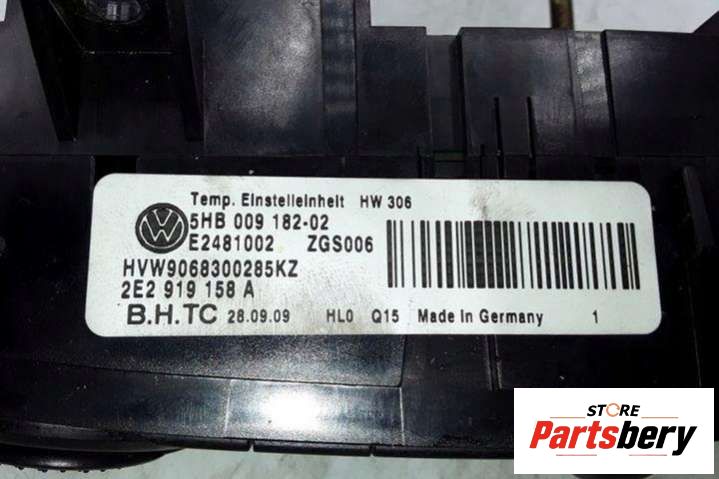 Temp. Einstelleinheit HW 306
5HB 009 182-02
E2481002 ZGS006
HVW9068300285KZ
2E2 919 158 A
B.H.TC 28.09.09 HL0 Q15 Made In Germany 1
STORE
Partsbery